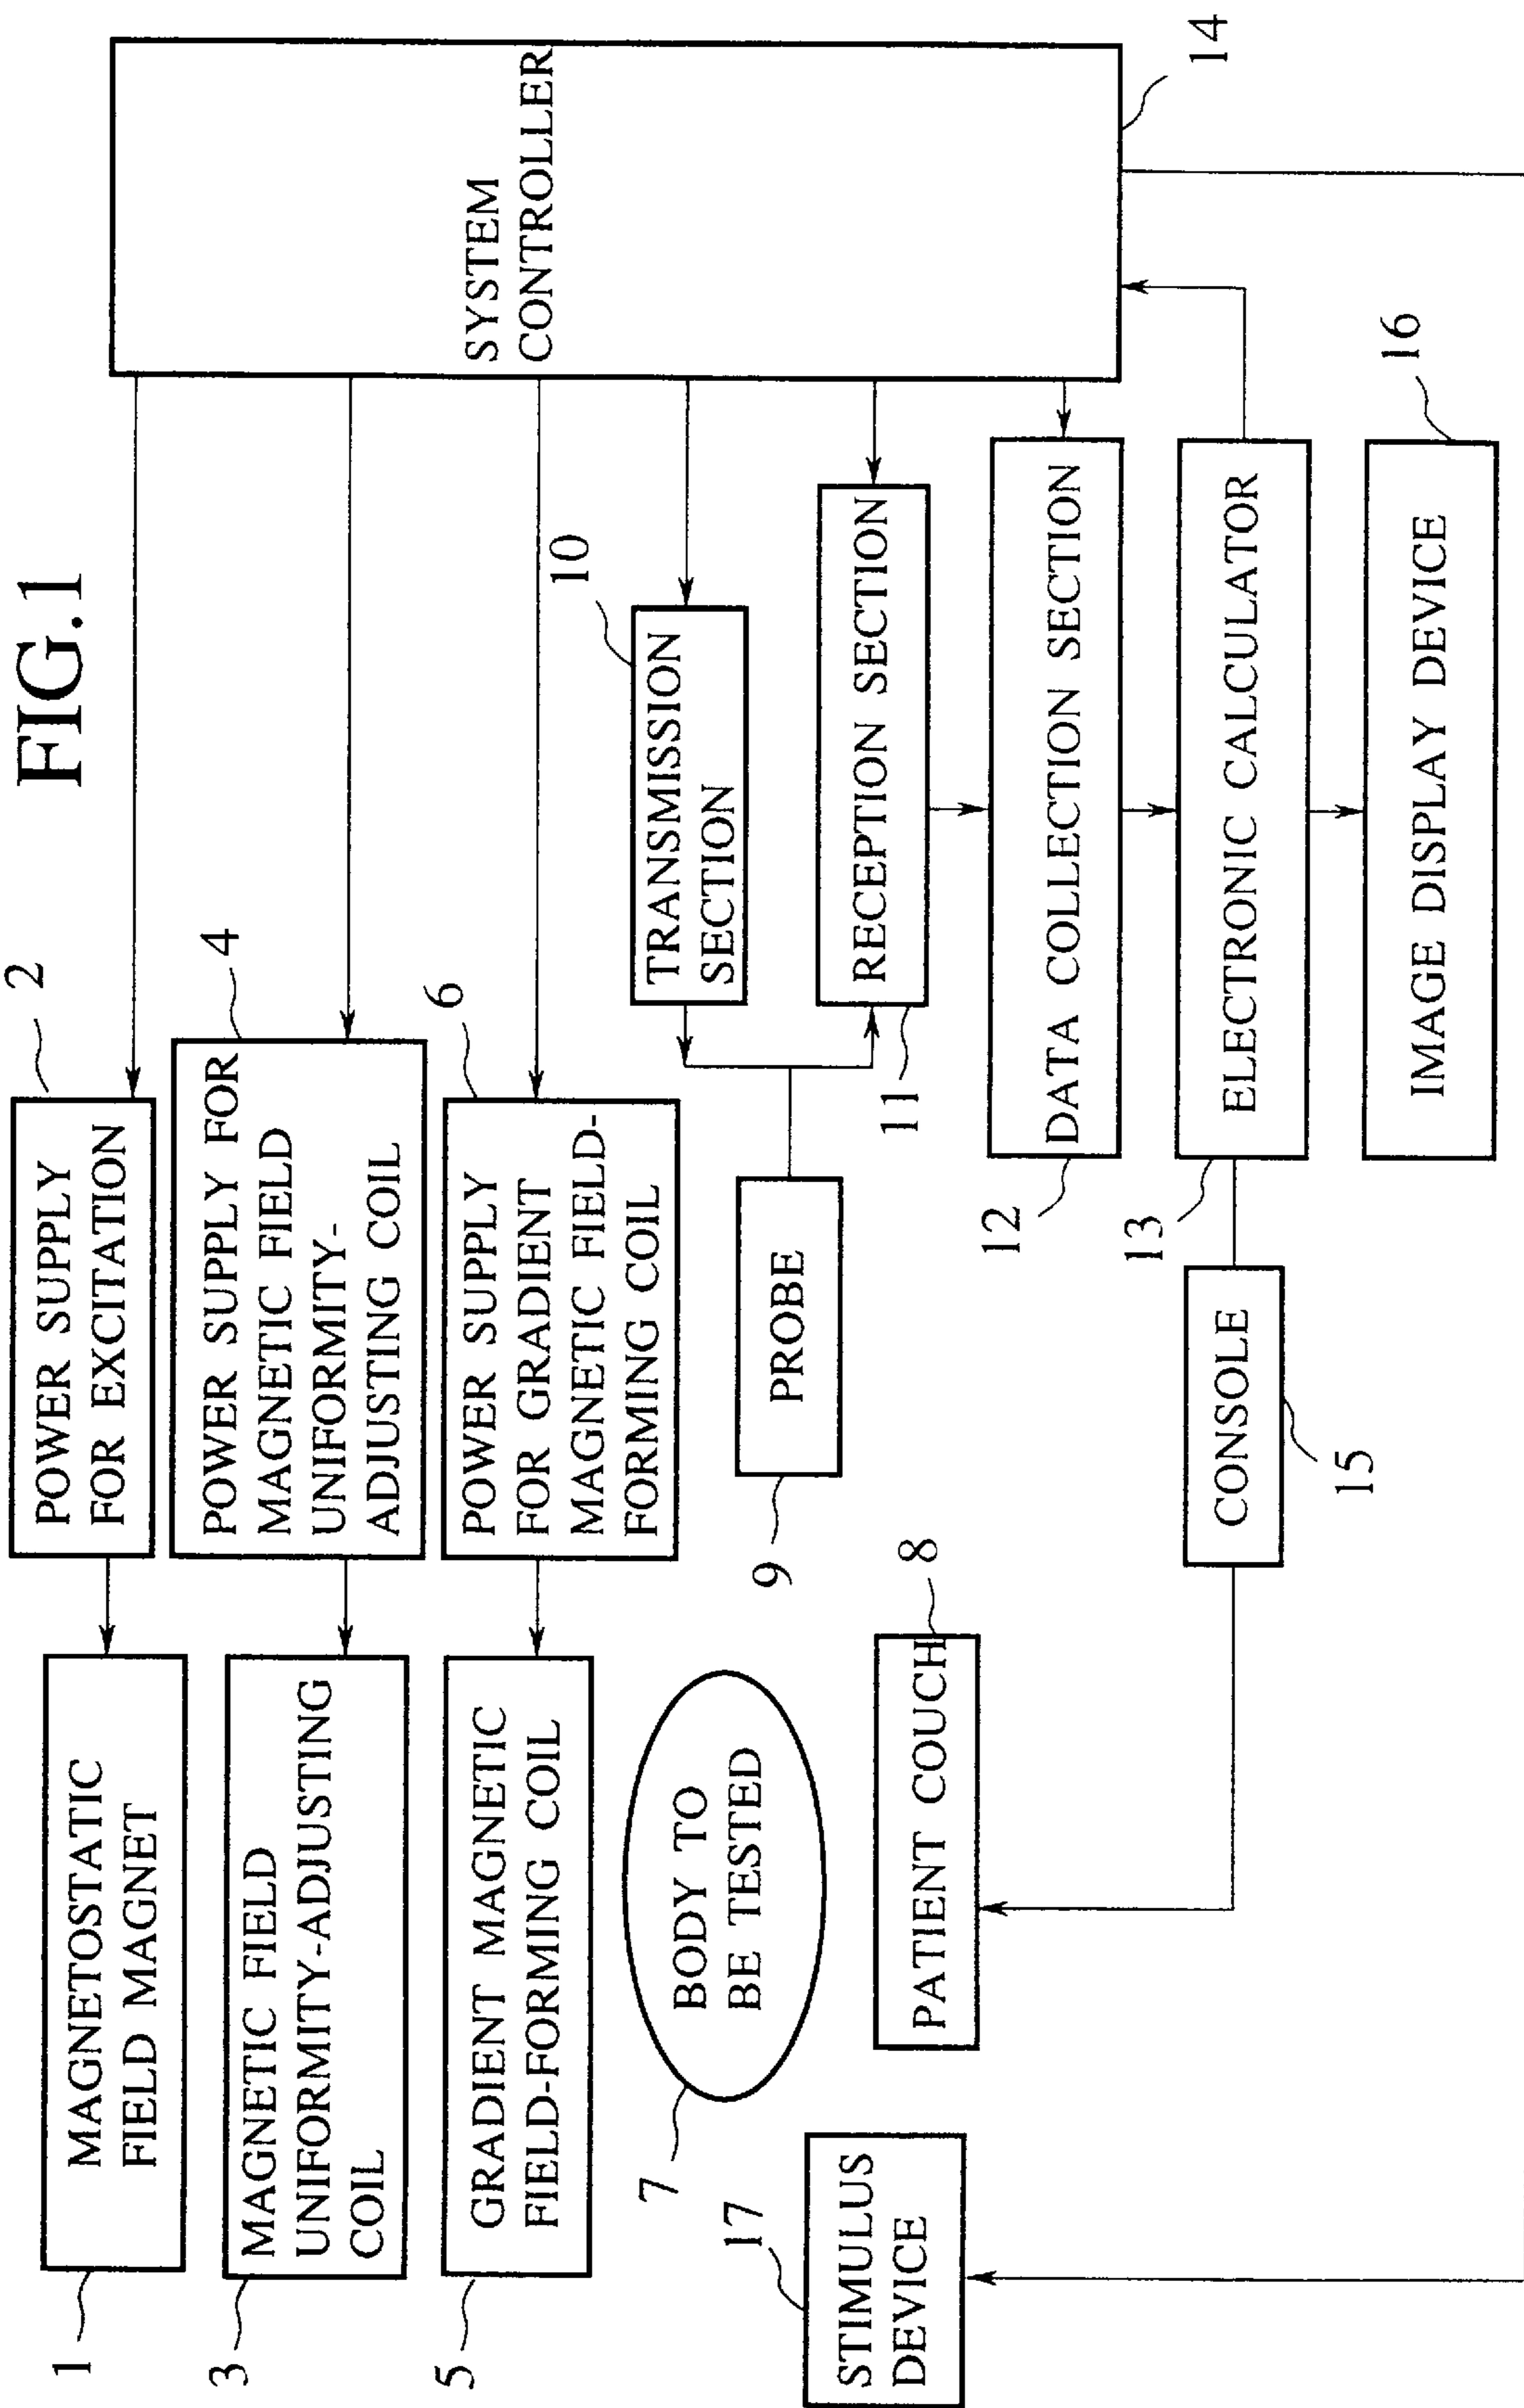 FIG.1
1
MAGNETOSTATIC
FIELD MAGNET
2
POWER SUPPLY
FOR EXCITATION
3
MAGNETIC FIELD
UNIFORMITY-ADJUSTING
COIL
4
POWER SUPPLY FOR
MAGNETIC FIELD
UNIFORMITY-
ADJUSTING COIL
5
GRADIENT MAGNETIC
FIELD-FORMING COIL
6
POWER SUPPLY
FOR GRADIENT
MAGNETIC FIELD-
FORMING COIL
7
BODY TO
BE TESTED
8
PATIENT COUCH
9
PROBE
10
TRANSMISSION
SECTION
11
RECEPTION SECTION
12
DATA COLLECTION SECTION
13
ELECTRONIC CALCULATOR
SYSTEM
CONTROLLER
14
15
CONSOLE
16
IMAGE DISPLAY DEVICE
17
STIMULUS
DEVICE